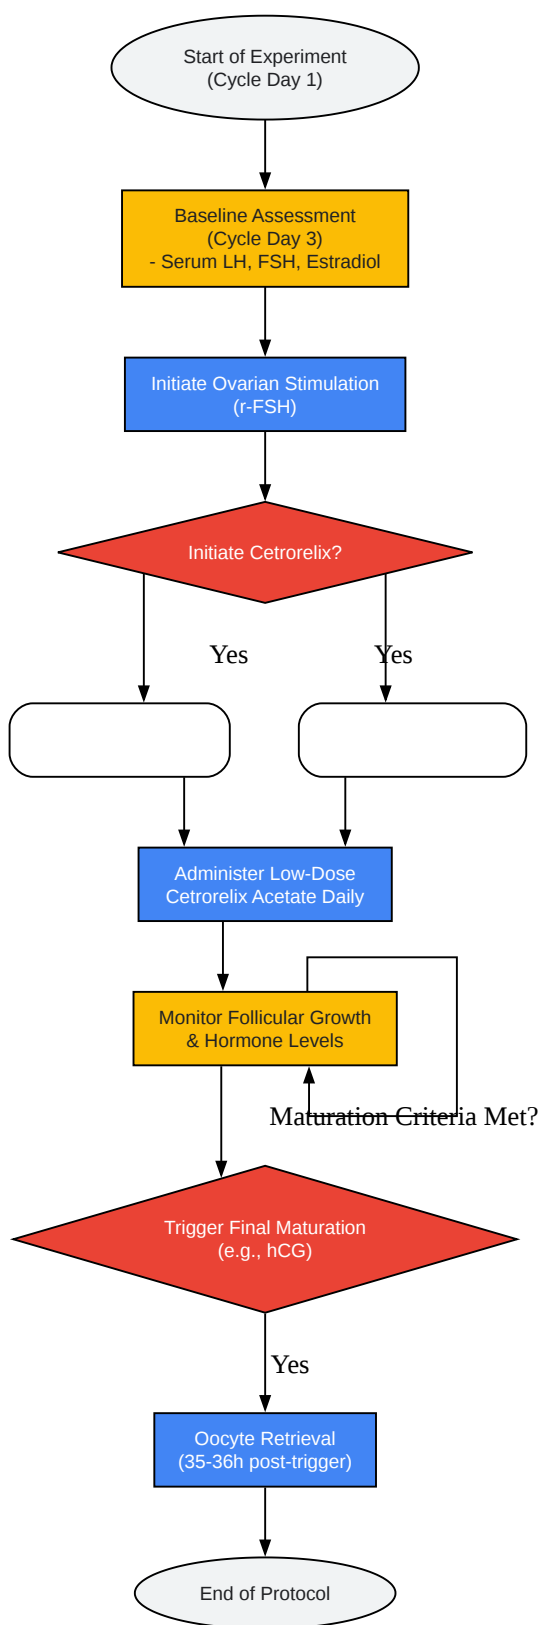 Start of Experiment
(Cycle Day 1)
Baseline Assessment
(Cycle Day 3)
- Serum LH, FSH, Estradiol
Initiate Ovarian Stimulation
(r-FSH)
Initiate Cetrorelix?
Yes
Yes
Administer Low-Dose
Cetrorelix Acetate Daily
Monitor Follicular Growth
& Hormone Levels
Maturation Criteria Met?
Trigger Final Maturation
(e.g., hCG)
Yes
Oocyte Retrieval
(35-36h post-trigger)
End of Protocol